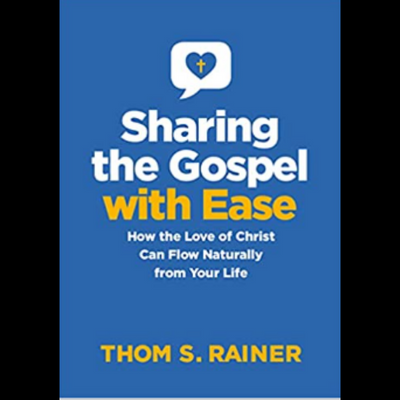 Sharing
the Gospel
with Ease
How the Love of Christ
Can Flow Naturally
from Your Life
THOM S. RAINER